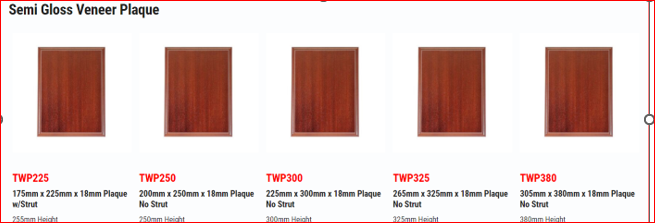 Semi Gloss Veneer Plaque
TWP225
175mm x 225mm x 18mm Plaque
w/Strut
255mm Height
TWP250
200mm x 250mm x 18mm Plaque
No Strut
250mm Height
TWP300
225mm x 300mm x 18mm Plaque
No Strut
300mm Height
TWP325
265mm x 325mm x 18mm Plaque
No Strut
325mm Height
TWP380
305mm x 380mm x 18mm Plaque
No Strut
380mm Height